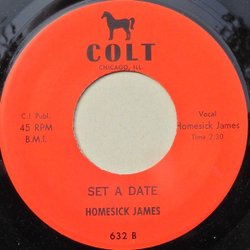 COLT
CHICAGO, ILL.
C.I. Publ.
45 RPM
B.M.I.
Vocal
Homesick James
Time 2:30
SET A DATE
HOMESICK JAMES
632 B